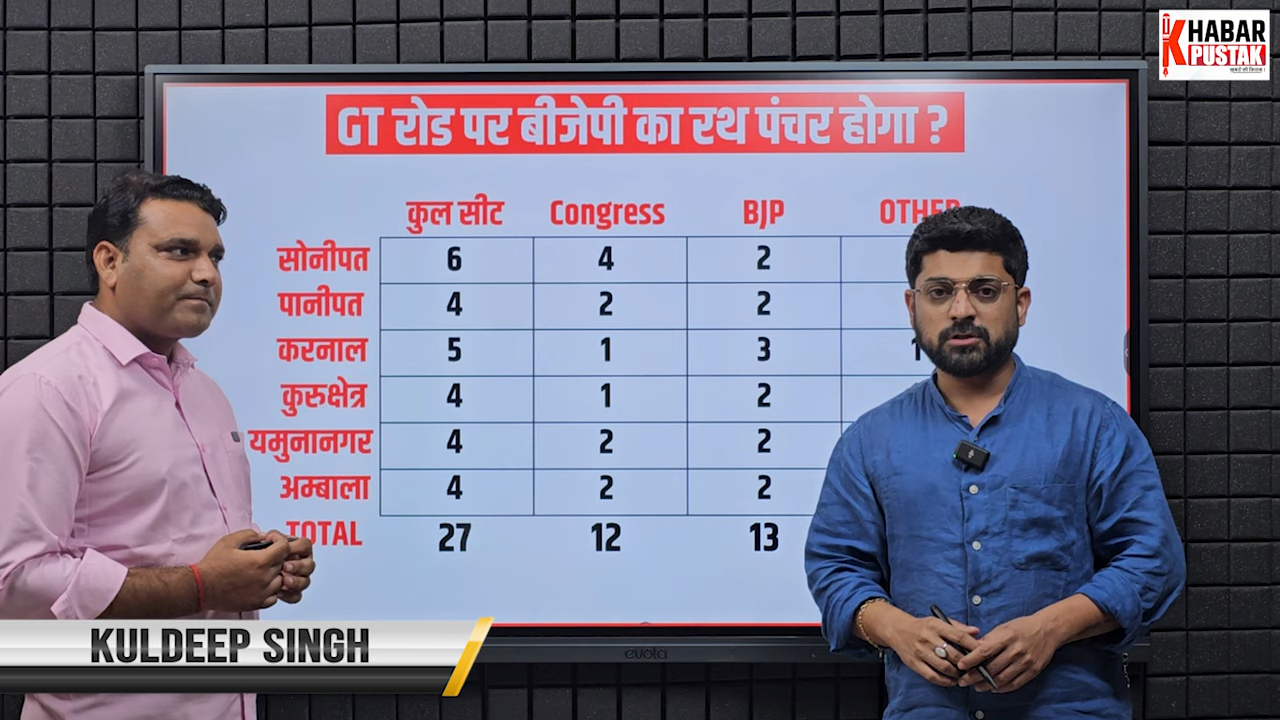 KHABAR
PUSTAK
GT रोड पर बीजेपी का रथ पंचर होगा ?
कुल सीट Congress BJP OTHER
सोनीपत 6 4 2
पानीपत 4 2 2
करनाल 5 1 3 1
कुरुक्षेत्र 4 1 2
यमुनानगर 4 2 2
अम्बाला 4 2 2
TOTAL 27 12 13
KULDEEP SINGH
evota